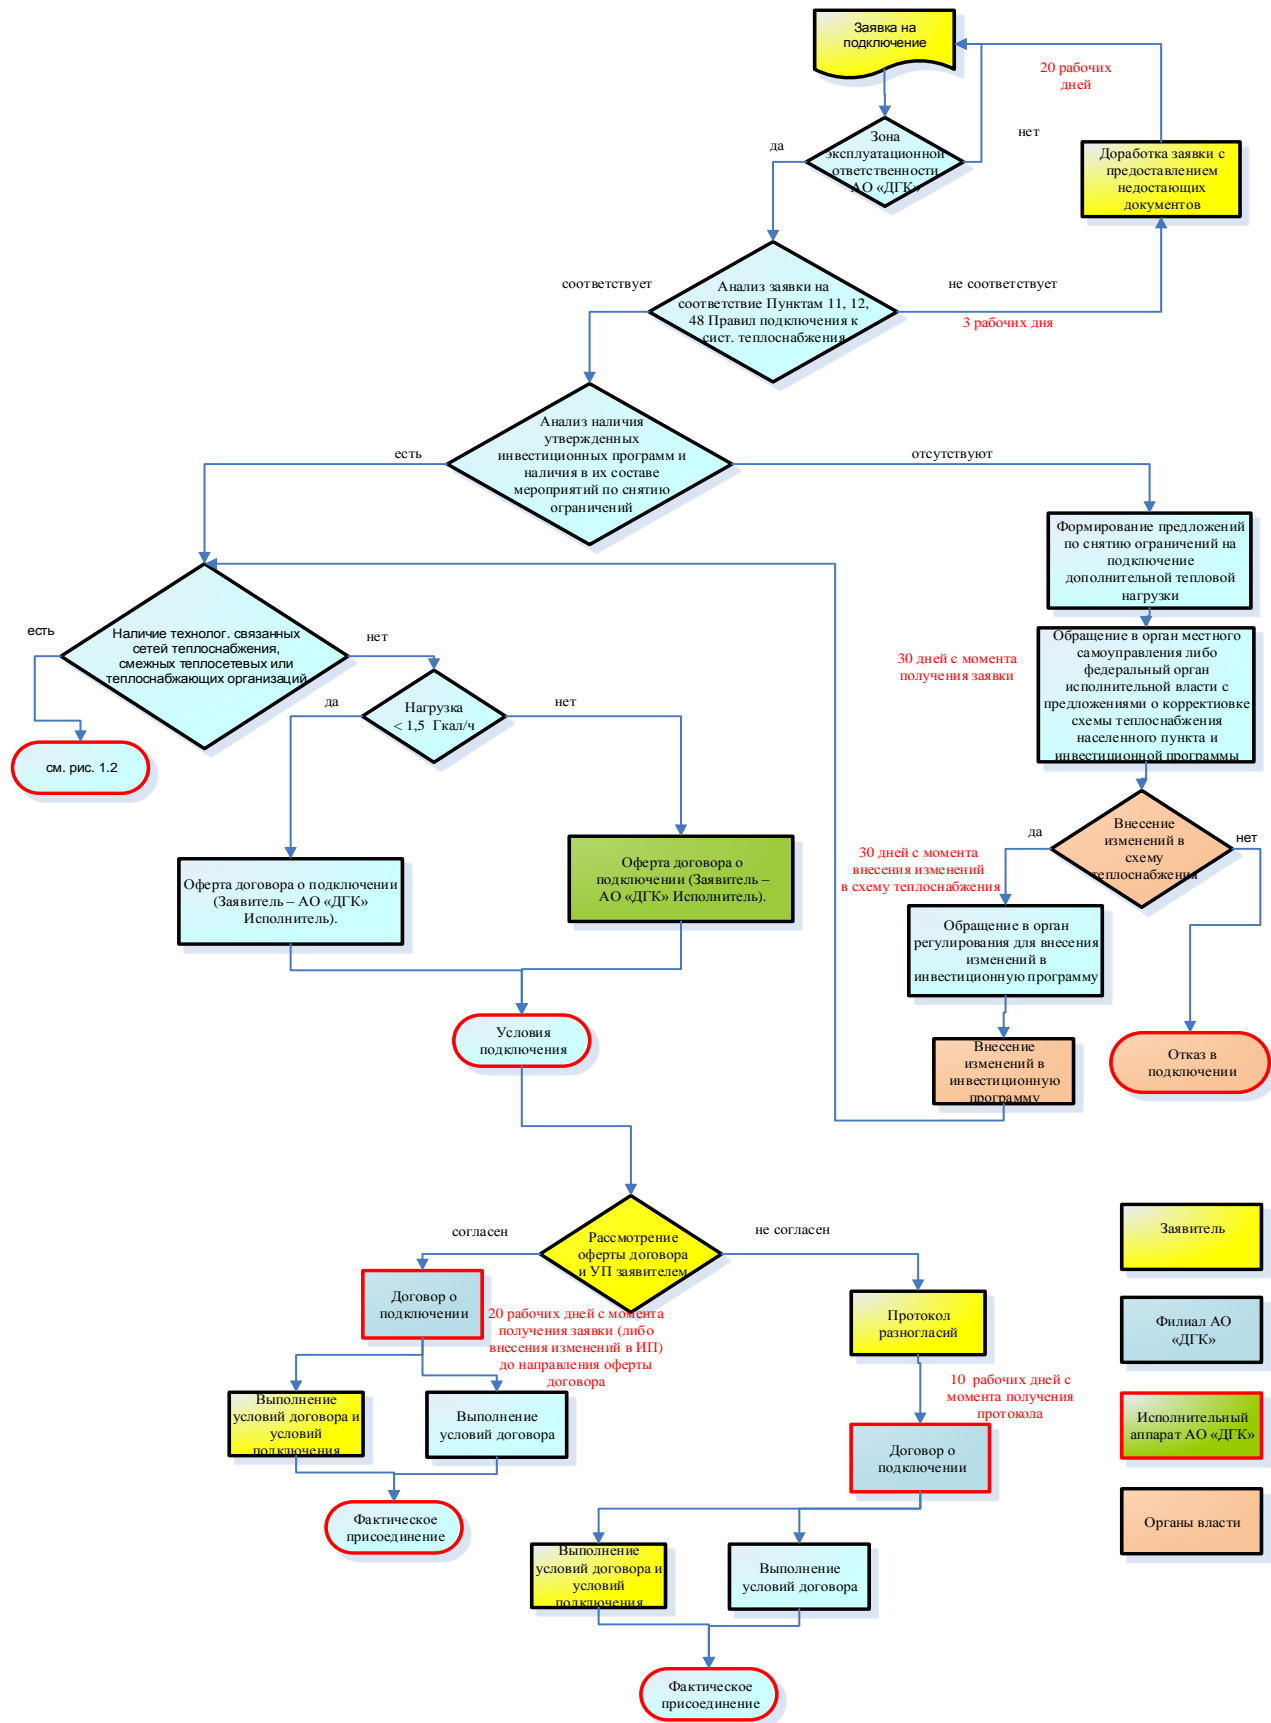 Заявка на
подключение
20 рабочих
дней
нет
да
Зона
эксплуатационной
ответственности
АО «ДГК»
Доработка заявки с
предоставлением
недостающих
документов
соответствует
Анализ заявки на
соответствие Пунктам 11, 12,
48 Правил подключения к
сист. теплоснабжения
не соответствует
3 рабочих дня
Анализ наличия
утвержденных
инвестиционных программ и
наличия в их составе
мероприятий по снятию
ограничений
есть
отсутствуют
Формирование предложений
по снятию ограничений на
подключение
дополнительной тепловой
нагрузки
есть
Наличие технолог. связанных
сетей теплоснабжения,
смежных теплосетевых или
теплоснабжающих организаций
нет
30 дней с момента
получения заявки
Обращение в орган местного
самоуправления либо
федеральный орган
исполнительной власти с
предложениями о корректировке
схемы теплоснабжения
населенного пункта и
инвестиционной программы
да
Нагрузка
< 1,5 Гкал/ч
нет
см. рис. 1.2
да
Внесение
изменений в
схему
теплоснабжения
нет
30 дней с момента
внесения изменений
в схему теплоснабжения
Оферта договора о подключении
(Заявитель –
АО «ДГК»
Исполнитель).
Оферта договора о
подключении (Заявитель –
АО «ДГК» Исполнитель).
Обращение в орган
регулирования для внесения
изменений в
инвестиционную программу
Условия
подключения
Внесение
изменений в
инвестиционную
программу
Отказ в
подключении
согласен
Рассмотрение
оферты договора
и УП заявителем
не согласен
Заявитель
Договор о
подключении
20 рабочих дней с момента
получения заявки (либо
внесения изменений в ИП)
до направления оферты
договора
Протокол
разногласий
Филиал АО
«ДГК»
10 рабочих дней с
момента получения
протокола
Выполнение
условий договора и
условий
подключения
Выполнение
условий договора
Исполнительный
аппарат АО «ДГК»
Договор о
подключении
Фактическое
присоединение
Органы власти
Выполнение
условий договора и
условий
подключения
Выполнение
условий договора
Фактическое
присоединение